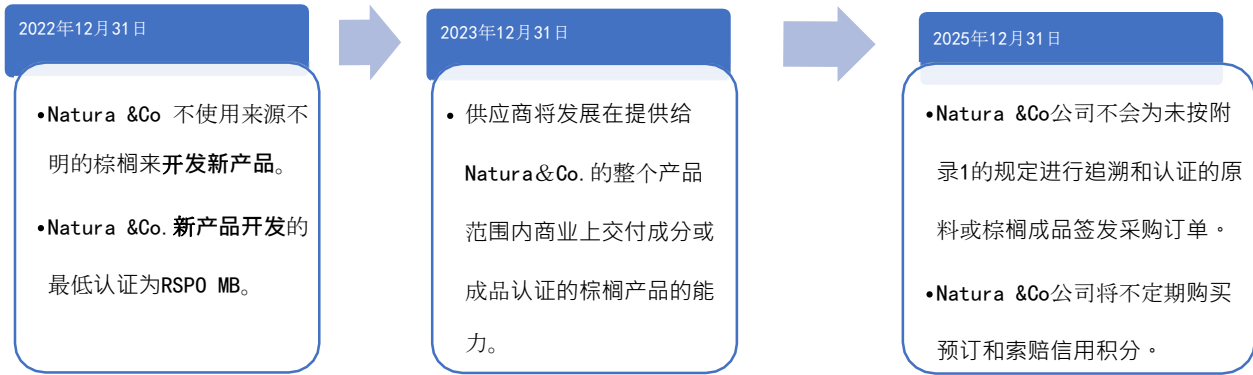 2022年12月31日
•Natura &Co 不使用来源不
明的棕榈来开发新产品。
•Natura &Co.新产品开发的
最低认证为RSPO MB。
2023年12月31日
• 供应商将发展在提供给
Natura&Co.的整个产品
范围内商业上交付成分或
成品认证的棕榈产品的能
力。
2025年12月31日
•Natura &Co公司不会为未按附
录1的规定进行追溯和认证的原
料或棕榈成品签发采购订单。
•Natura &Co公司将不定期购买
预订和索赔信用积分。